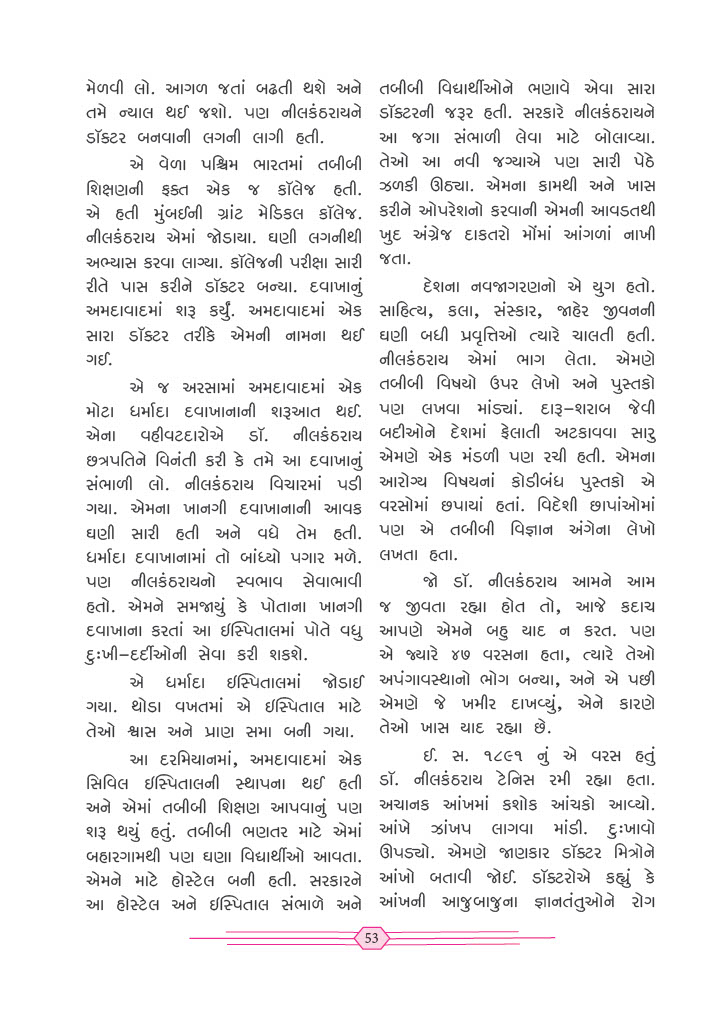 મેળવી લો. આગળ જતાં બઢતી થશે અને
તમે ન્યાલ થઈ જશો. પણ નીલકંઠરાયને
ડૉક્ટર બનવાની લગની લાગી હતી.
એ વેળા પશ્ચિમ ભારતમાં તબીબી
શિક્ષણની ફક્ત એક જ કૉલેજ હતી.
એ હતી મુંબઈની ગ્રાંટ મેડિકલ કૉલેજ.
નીલકંઠરાય એમાં જોડાયા. ઘણી લગનીથી
અભ્યાસ કરવા લાગ્યા. કૉલેજની પરીક્ષા સારી
રીતે પાસ કરીને ડૉક્ટર બન્યા. દવાખાનું
અમદાવાદમાં શરૂ કર્યું. અમદાવાદમાં એક
સારા ડૉક્ટર તરીકે એમની નામના થઈ
ગઈ.
એ જ અરસામાં અમદાવાદમાં એક
મોટા ધર્માદા દવાખાનાની શરૂઆત થઈ.
એના વહીવટદારોએ ડૉ. નીલકંઠરાય
છત્રપતિને વિનંતી કરી કે તમે આ દવાખાનું
સંભાળી લો. નીલકંઠરાય વિચારમાં પડી
ગયા. એમના ખાનગી દવાખાનાની આવક
ઘણી સારી હતી અને વધે તેમ હતી.
ધર્માદા દવાખાનામાં તો બાંધ્યો પગાર મળે.
પણ નીલકંઠરાયનો સ્વભાવ સેવાભાવી
હતો. એમને સમજાયું કે પોતાના ખાનગી
દવાખાના કરતાં આ ઈસ્પિતાલમાં પોતે વધુ
દુઃખી–દર્દીઓની સેવા કરી શકશે.
એ ધર્માદા ઇસ્પિતાલમાં જોડાઈ
ગયા. થોડા વખતમાં એ ઈસ્પિતાલ માટે
તેઓ શ્વાસ અને પ્રાણ સમા બની ગયા.
આ દરમિયાનમાં, અમદાવાદમાં એક
સિવિલ ઇસ્પિતાલની સ્થાપના થઈ હતી
અને એમાં તબીબી શિક્ષણ આપવાનું પણ
શરૂ થયું હતું. તબીબી ભણતર માટે એમાં
બહારગામથી પણ ઘણા વિદ્યાર્થીઓ આવતા.
એમને માટે હોસ્ટેલ બની હતી. સરકારને
આ હોસ્ટેલ અને ઇસ્પિતાલ સંભાળે અને
તબીબી વિદ્યાર્થીઓને ભણાવે એવા સારા
ડૉક્ટરની જરૂર હતી. સરકારે નીલકંઠરાયને
આ જગા સંભાળી લેવા માટે બોલાવ્યા.
તેઓ આ નવી જગ્યાએ પણ સારી પેઠે
ઝળકી ઊઠ્યા. એમના કામથી અને ખાસ
કરીને ઓપરેશનો કરવાની એમની આવડતથી
ખુદ અંગ્રેજ દાકતરો મોંમાં આંગળાં નાખી
જતા.
દેશના નવજાગરણનો એ યુગ હતો.
સાહિત્ય, કલા, સંસ્કાર, જાહેર જીવનની
ઘણી બધી પ્રવૃત્તિઓ ત્યારે ચાલતી હતી.
નીલકંઠરાય એમાં ભાગ લેતા. એમણે
તબીબી વિષયો ઉપર લેખો અને પુસ્તકો
પણ લખવા માંડ્યાં. દારૂ–શરાબ જેવી
બદીઓને દેશમાં ફેલાતી અટકાવવા સારુ
એમણે એક મંડળી પણ રચી હતી. એમના
આરોગ્ય વિષયનાં કોડીબંધ પુસ્તકો એ
વરસોમાં છપાયાં હતાં. વિદેશી છાપાંઓમાં
પણ એ તબીબી વિજ્ઞાન અંગેના લેખો
લખતા હતા.
જો ડૉ. નીલકંઠરાય આમને આમ
જ જીવતા રહ્યા હોત તો, આજે કદાચ
આપણે એમને બહુ યાદ ન કરત. પણ
એ જ્યારે ૪૭ વરસના હતા, ત્યારે તેઓ
અપંગાવસ્થાનો ભોગ બન્યા, અને એ પછી
એમણે જે ખમીર દાખવ્યું, એને કારણે
તેઓ ખાસ યાદ રહ્યા છે.
ઈ. સ. ૧૮૯૧ નું એ વરસ હતું
ડૉ. નીલકંઠરાય ટેનિસ રમી રહ્યા હતા.
અચાનક આંખમાં કશોક આંચકો આવ્યો.
આંખે ઝાંખપ લાગવા માંડી. દુઃખાવો
ઊપડ્યો. એમણે જાણકાર ડૉક્ટર મિત્રોને
આંખો બતાવી જોઈ. ડૉક્ટરોએ કહ્યું કે
આંખની આજુબાજુના જ્ઞાનતંતુઓને રોગ
53